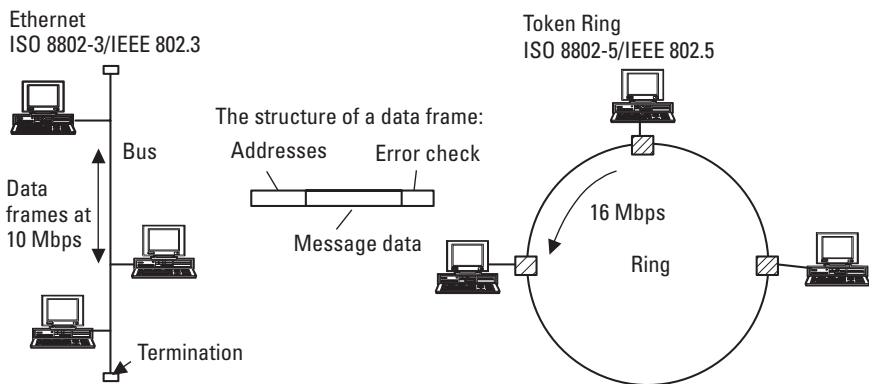 Ethernet
ISO 8802-3/IEEE 802.3
Bus
Data
frames at
10 Mbps
Termination
The structure of a data frame:
Addresses
Error check
Message data
Token Ring
ISO 8802-5/IEEE 802.5
16 Mbps
Ring